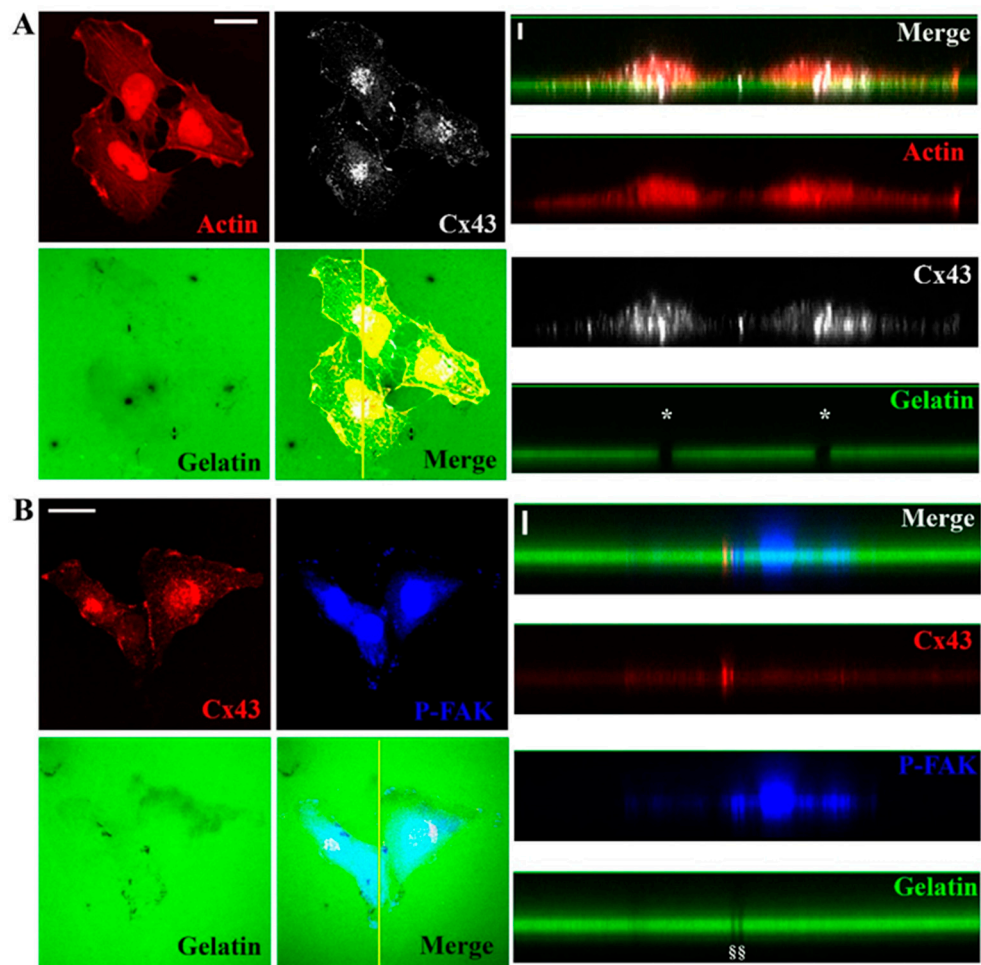 A
Actin
Cx43
Gelatin
Merge
Merge
Actin
Cx43
Gelatin
*
*
B
Cx43
P-FAK
Gelatin
Merge
Merge
Cx43
P-FAK
Gelatin
§§